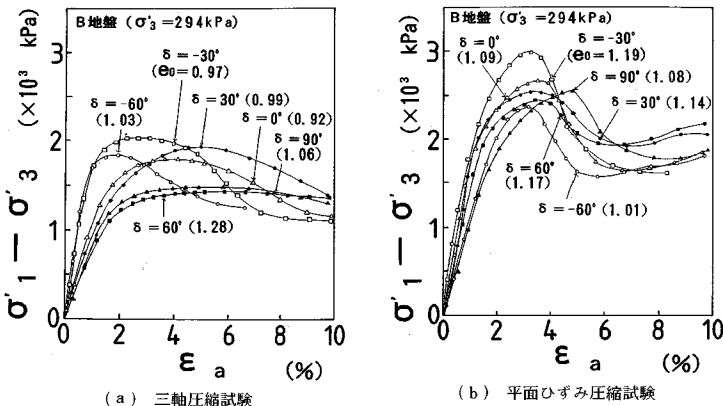 B地盤 (σ'₃=294kPa)
δ=-30°
(e₀=0.97)
δ=-60°
(1.03)
δ=30° (0.99)
δ=0° (0.92)
δ=90°
(1.06)
δ=60° (1.28)
σ'₁-σ'₃ (×10³ kPa)
3
2
1
0
0 2 4 6 8 10
εa (%)
(a) 三軸圧縮試験
B地盤 (σ'₃=294kPa)
δ=0°
(1.09)
δ=-30°
(e₀=1.19)
δ=90° (1.08)
δ=30° (1.14)
δ=60°
(1.17)
δ=-60° (1.01)
σ'₁-σ'₃ (×10³ kPa)
3
2
1
0
0 2 4 6 8 10
εa (%)
(b) 平面ひずみ圧縮試験